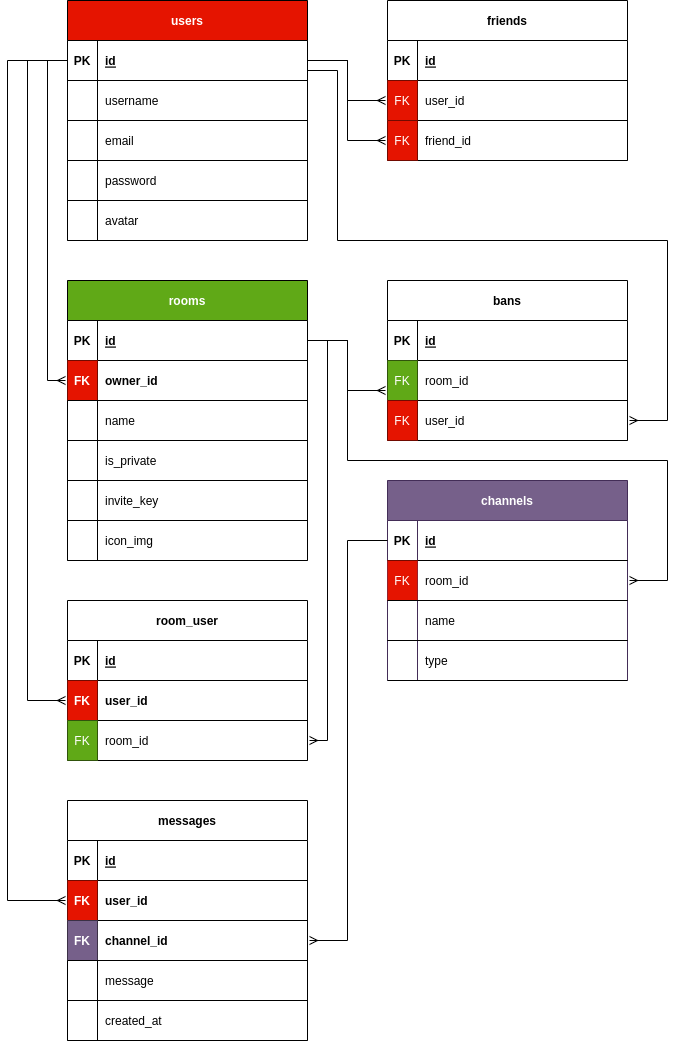 users
PK id
username
email
password
avatar
friends
PK id
FK user_id
FK friend_id
rooms
PK id
FK owner_id
name
is_private
invite_key
icon_img
bans
PK id
FK room_id
FK user_id
channels
PK id
FK room_id
name
type
room_user
PK id
FK user_id
FK room_id
messages
PK id
FK user_id
FK channel_id
message
created_at